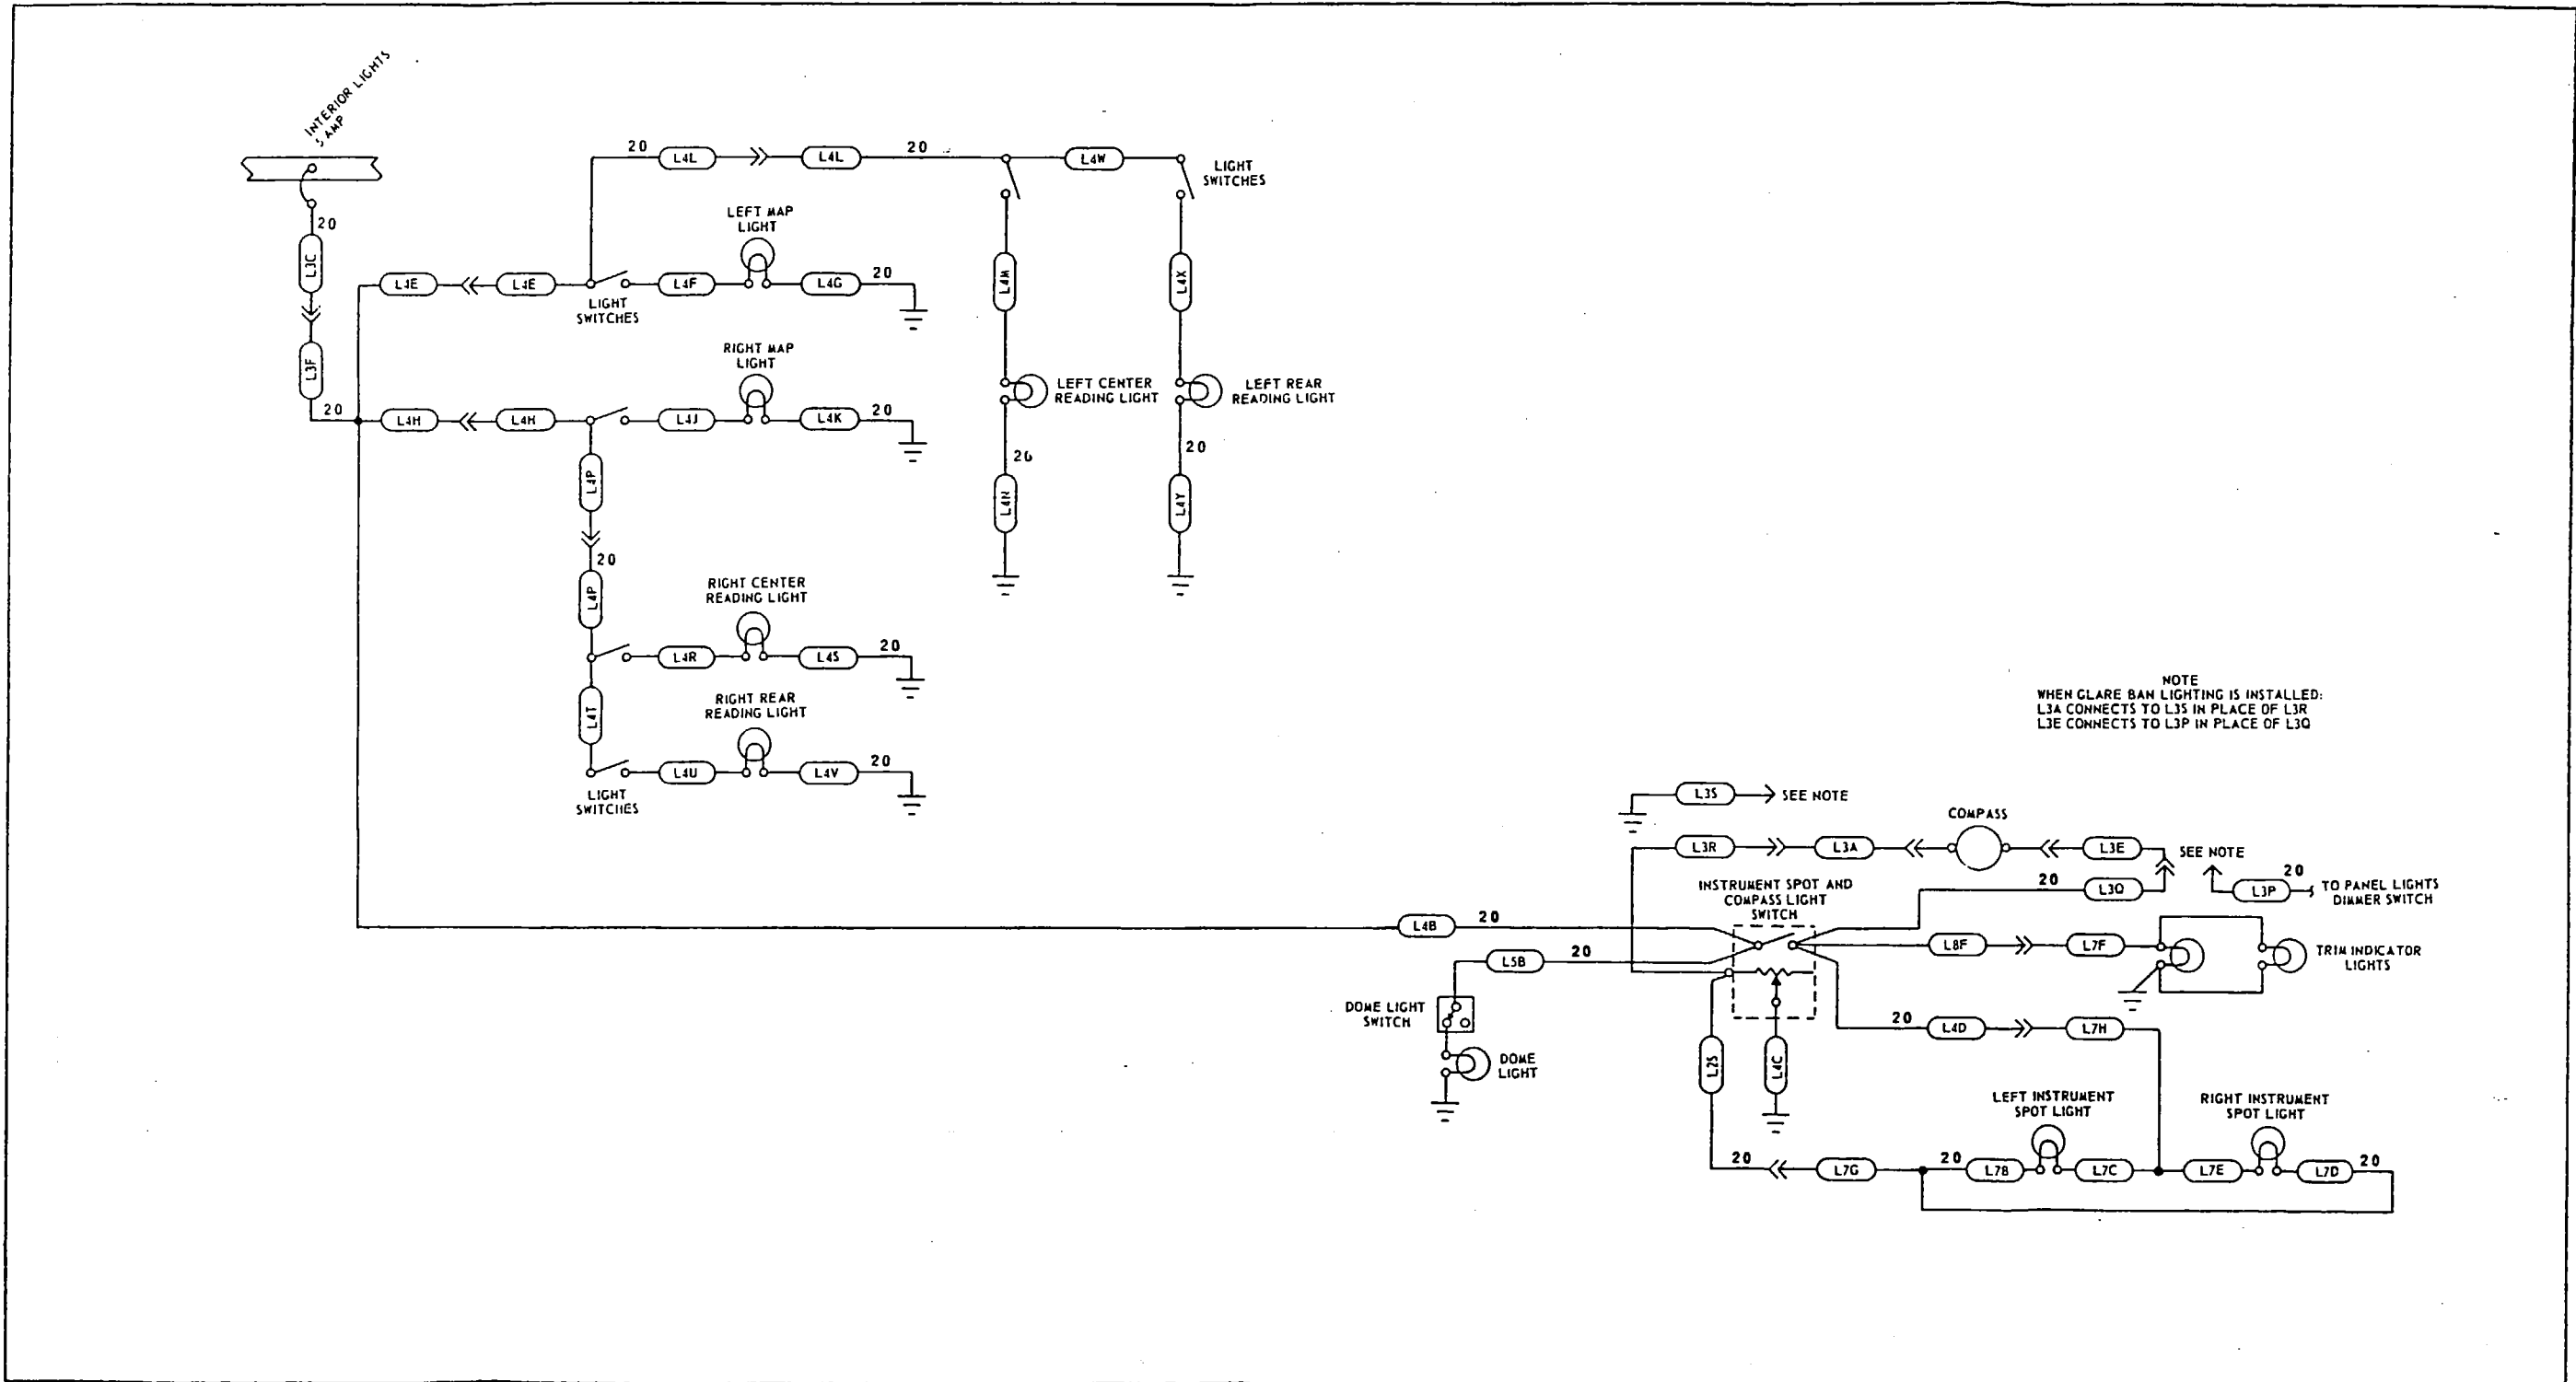 INTERIOR LIGHTS
5 AMP
20
L3C
L3F
20
20
L4L
L4L
20
L4W
LIGHT
SWITCHES
LEFT MAP
LIGHT
L4E
L4E
L4F
L4G
20
LIGHT
SWITCHES
L4M
L4X
RIGHT MAP
LIGHT
L4H
L4H
L4J
L4K
20
LEFT CENTER
READING LIGHT
LEFT REAR
READING LIGHT
20
20
L4N
L4Y
L4P
20
L4P
RIGHT CENTER
READING LIGHT
L4R
L4S
20
L4T
RIGHT REAR
READING LIGHT
L4U
L4V
20
LIGHT
SWITCHES
NOTE
WHEN GLARE BAN LIGHTING IS INSTALLED:
L3A CONNECTS TO L3S IN PLACE OF L3R
L3E CONNECTS TO L3P IN PLACE OF L3Q
L3S
SEE NOTE
COMPASS
L3R
L3A
L3E
SEE NOTE
INSTRUMENT SPOT AND
COMPASS LIGHT
SWITCH
20
L3Q
20
L3P
TO PANEL LIGHTS
DIMMER SWITCH
L4B
20
L8F
L7F
TRIM INDICATOR
LIGHTS
L5B
20
DOME LIGHT
SWITCH
20
L4D
L7H
DOME
LIGHT
L2S
L4C
LEFT INSTRUMENT
SPOT LIGHT
RIGHT INSTRUMENT
SPOT LIGHT
20
L7G
20
L7B
L7C
L7E
L7D
20